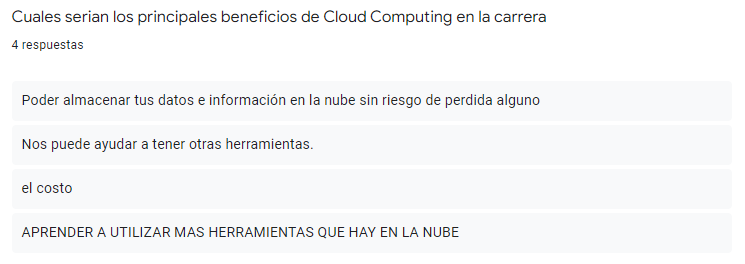 Cuales serian los principales beneficios de Cloud Computing en la carrera
4 respuestas
Poder almacenar tus datos e información en la nube sin riesgo de perdida alguno
Nos puede ayudar a tener otras herramientas.
el costo
APRENDER A UTILIZAR MAS HERRAMIENTAS QUE HAY EN LA NUBE